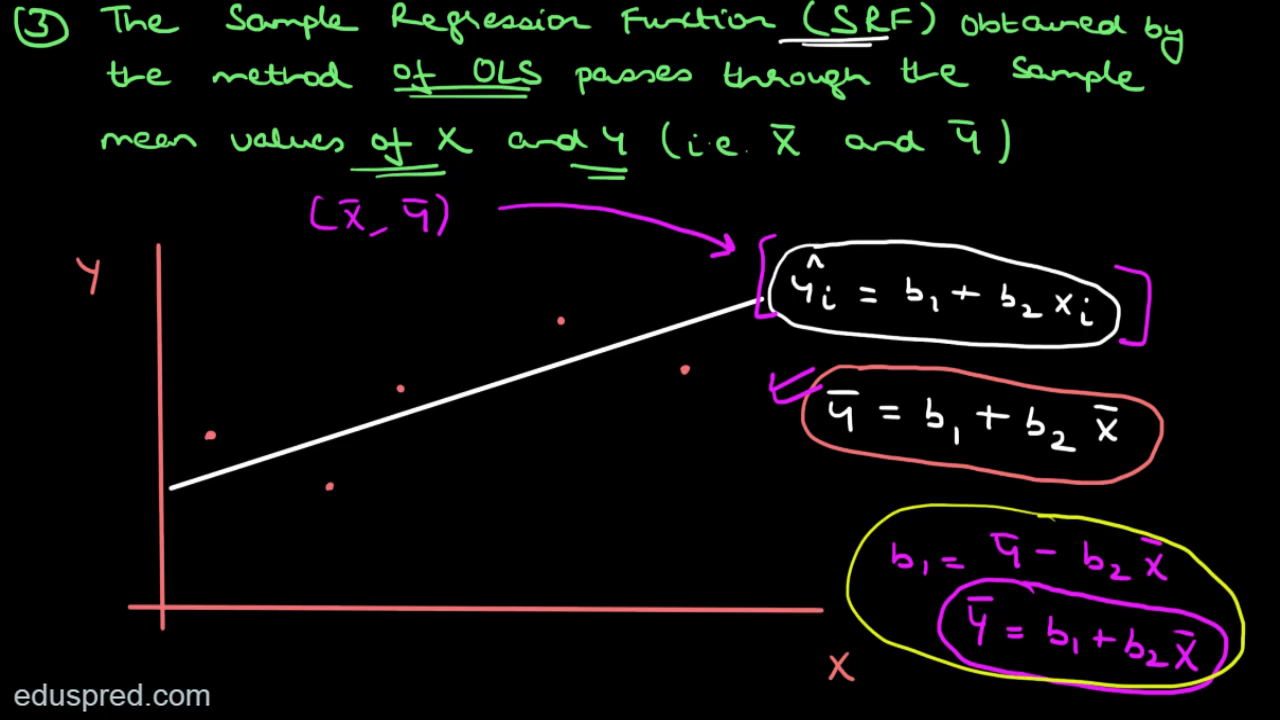 (3) The Sample Regression Function (SRF) obtained by
the method of OLS passes through the Sample
mean values of X and Y (i.e. X̄ and Ȳ)
(X̄, Ȳ)
Y
Ŷᵢ = b₁ + b₂ Xᵢ
Ȳ = b₁ + b₂ X̄
b₁ = Ȳ - b₂ X̄
Ȳ = b₁ + b₂ X̄
X
eduspred.com